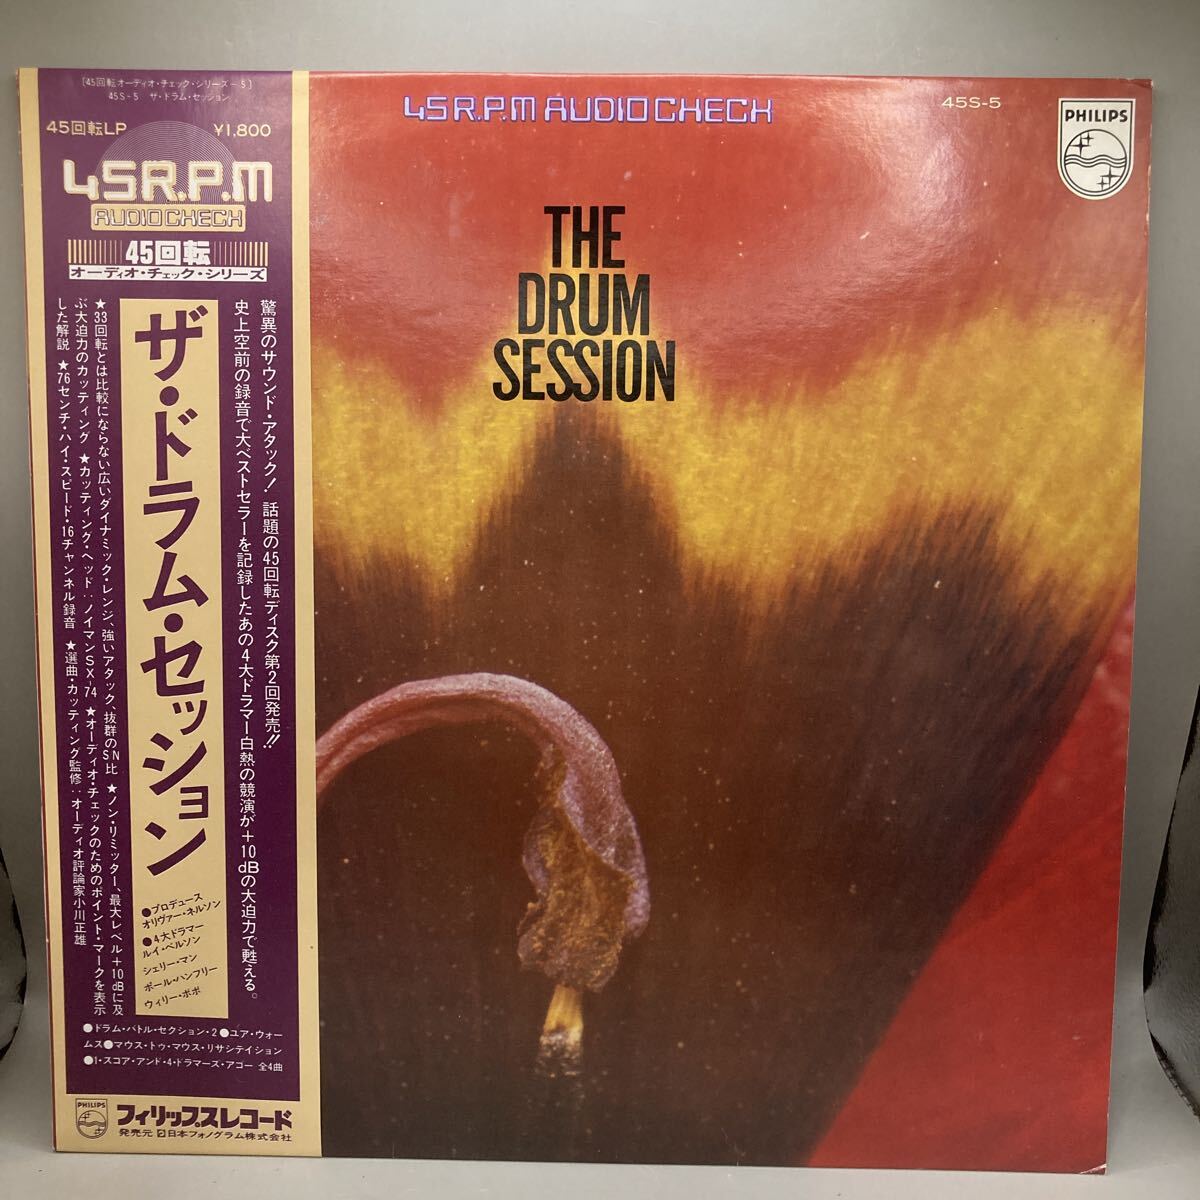 [45回転オーディオ・チェック・シリーズ-5]
45S-5 ザ・ドラム・セッション
45回転LP
¥1,800
45R.P.M
AUDIO CHECK
45回転
オーディオ・チェック・シリーズ
驚異のサウンド・アタック！ 話題の45回転ディスク第2回発売!!
史上空前の録音で大ベストセラーを記録したあの4大ドラマー白熱の競演が+10dBの大迫力で甦える。
ザ・ドラム・セッション
●プロデュース
オリヴァー・ネルソン
●4大ドラマー
ルイ・ベルソン
シェリー・マン
ポール・ハンフリー
ウィリー・ボボ
★33回転とは比較にならない広いダイナミック・レンジ、強いアタック、抜群のSN比 ★ノン・リミッター、最大レベル+10dBに及
ぶ大迫力のカッティング ★カッティング・ヘッド：ノイマンSX-74 ★オーディオ・チェックのためのポイント・マークを表示
した解説 ★76センチ・ハイ・スピード・16チャンネル録音 ★選曲・カッティング監修：オーディオ評論家小川正雄
●ドラム・バトル・セクション・2●ユア・ウォー
ムス●マウス・トゥ・マウス・リサシテイション
●1・スコア・アンド・4・ドラマーズ・アゴー 全4曲
PHILIPS
フィリップスレコード
発売元 日本フォノグラム株式会社
45R.P.M AUDIO CHECK
45S-5
PHILIPS
THE
DRUM
SESSION